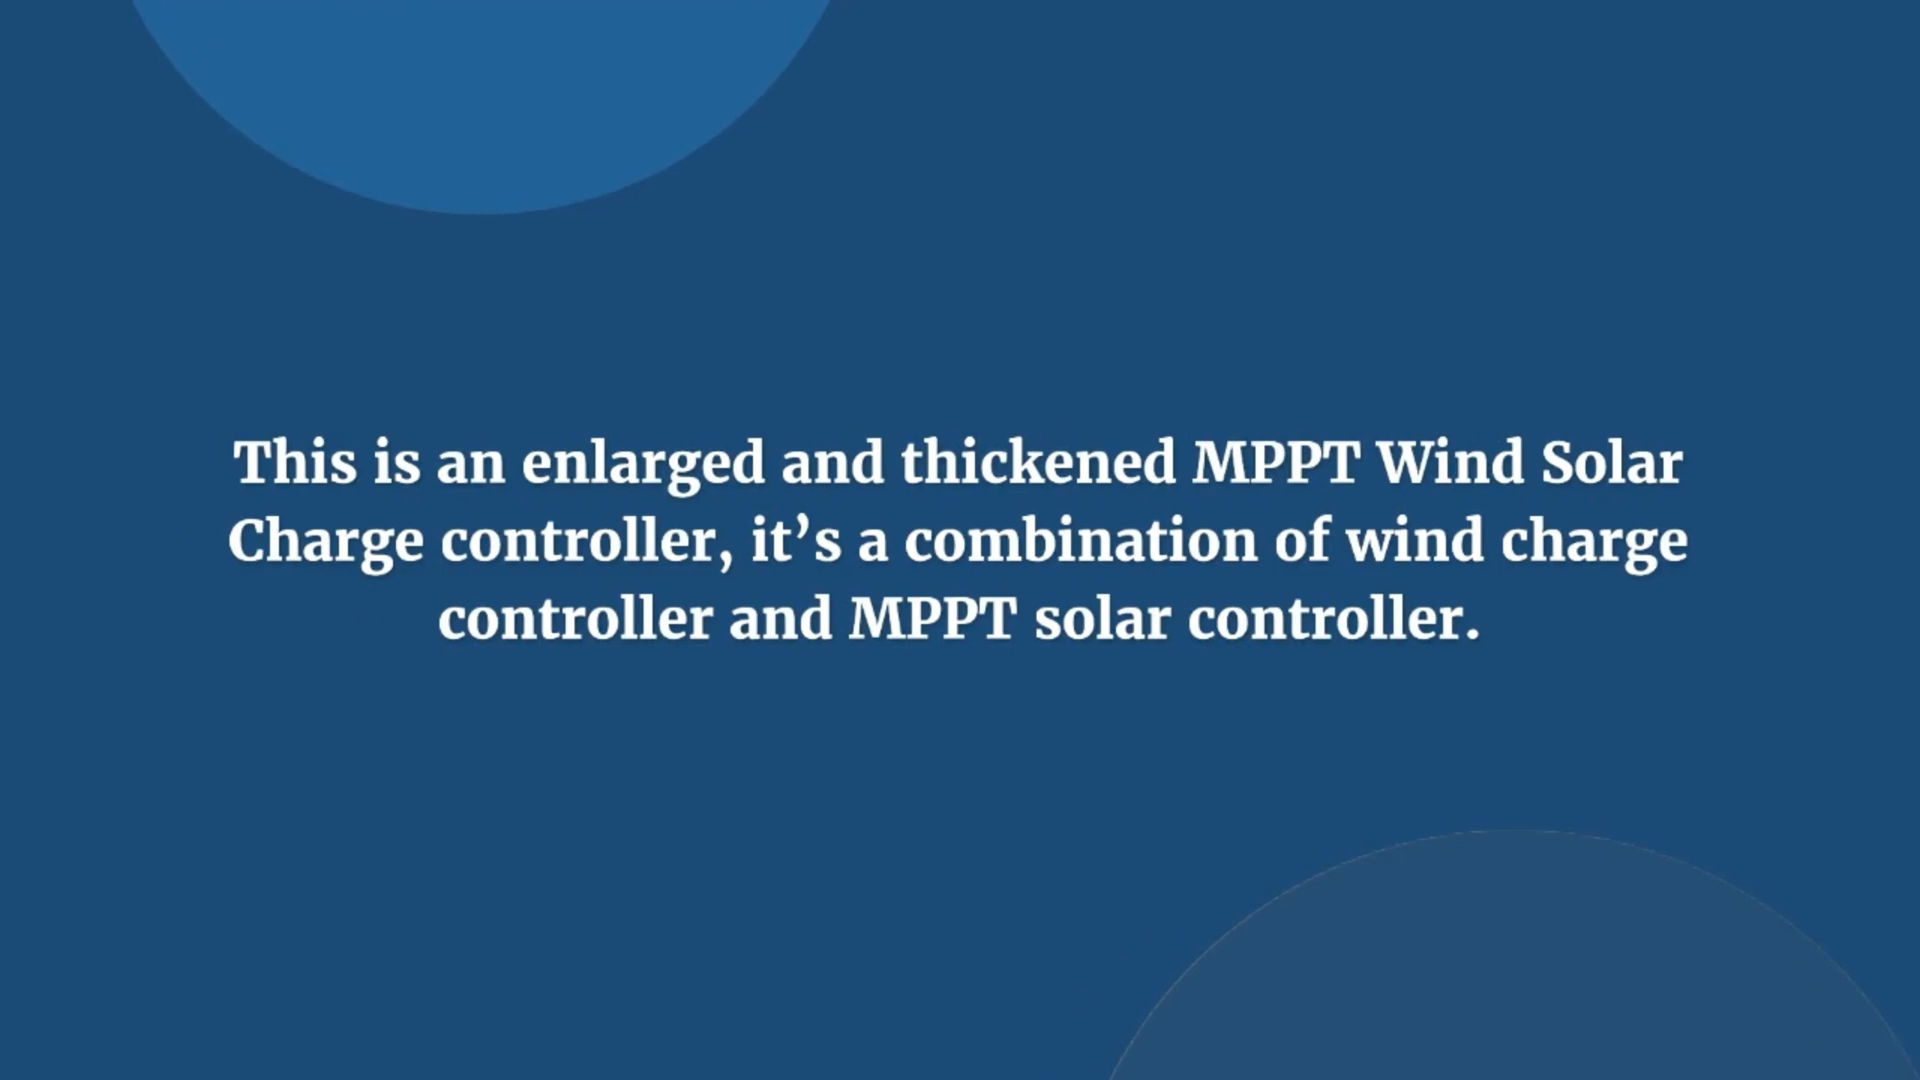 This is an enlarged and thickened MPPT Wind Solar
Charge controller, it’s a combination of wind charge
controller and MPPT solar controller.